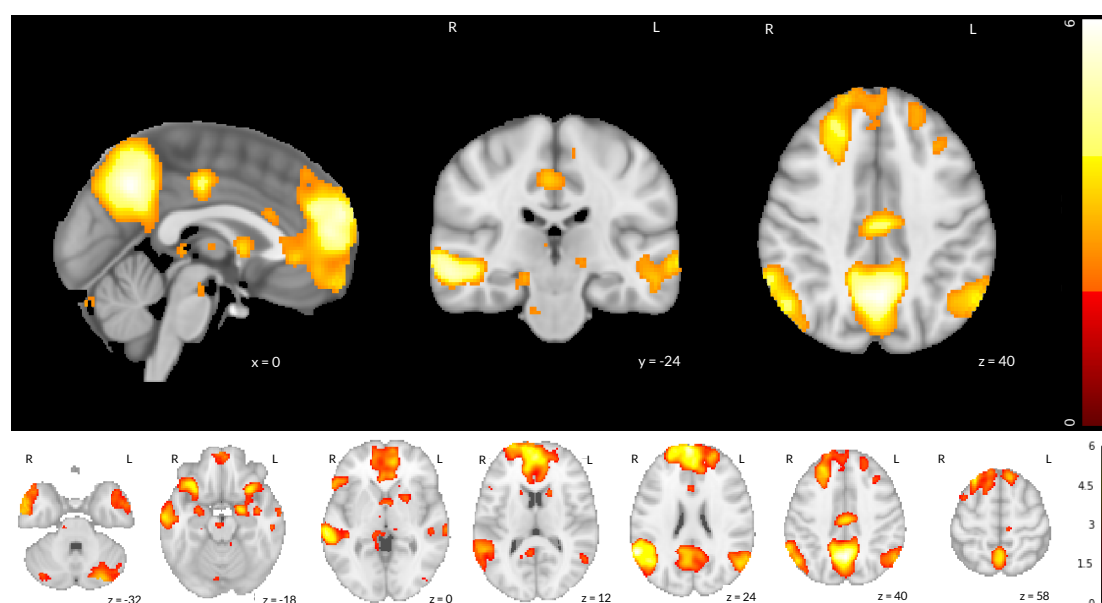 R L R L 6
x = 0 y = -24 z = 40
0
R L R L R L R L R L R L R L 6
4.5
3
1.5
z = -32 z = -18 z = 0 z = 12 z = 24 z = 40 z = 58 0